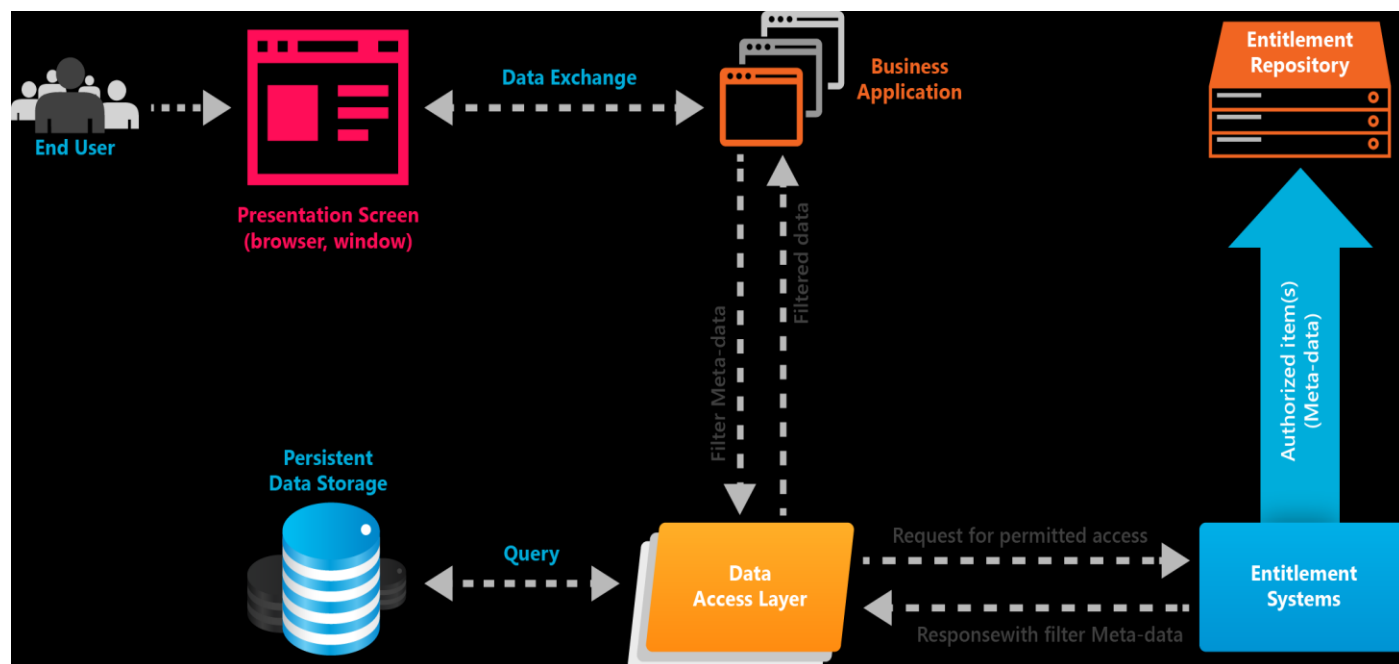 End User
Presentation Screen
(browser, window)
Data Exchange
Business
Application
Entitlement
Repository
Filter Meta-data
Filtered data
Authorized item(s)
(Meta-data)
Persistent
Data Storage
Query
Data
Access Layer
Request for permitted access
Responsewith filter Meta-data
Entitlement
Systems